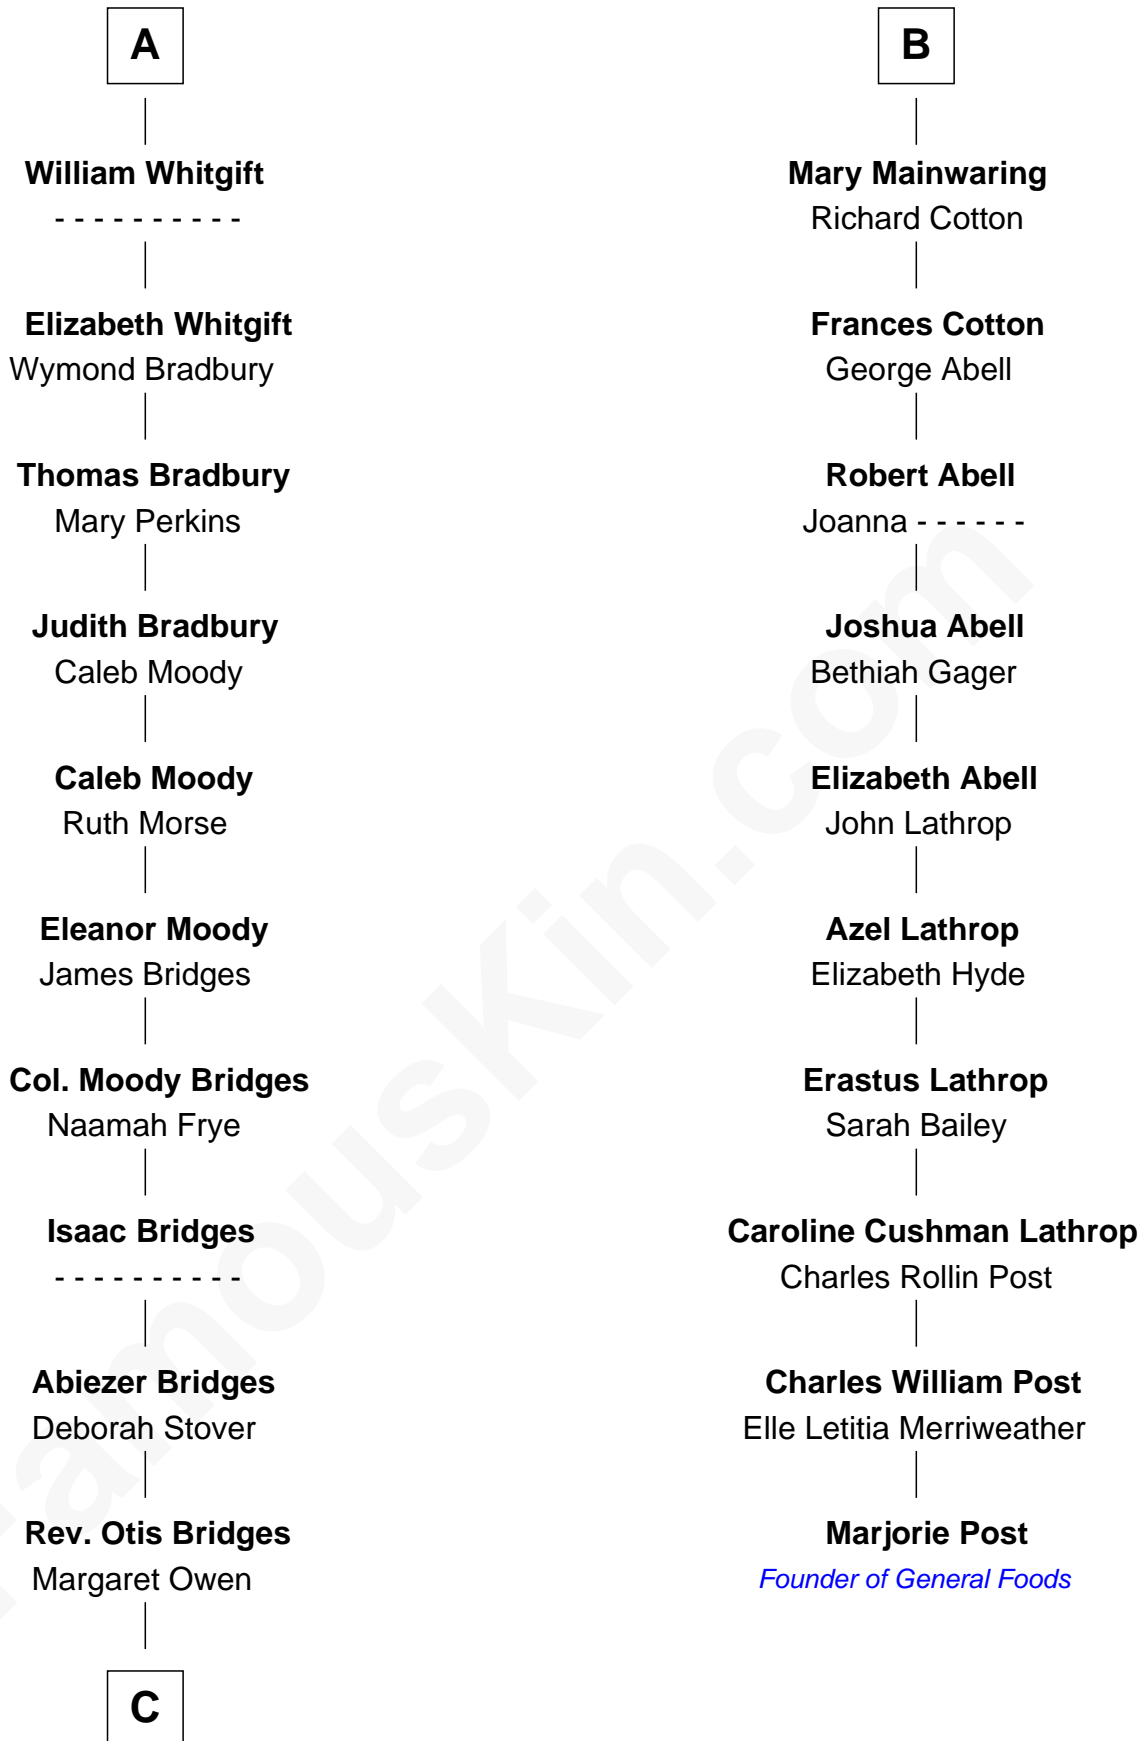 A
William Whitgift
- - - - - - - - - -
Elizabeth Whitgift
Wymond Bradbury
Thomas Bradbury
Mary Perkins
Judith Bradbury
Caleb Moody
Caleb Moody
Ruth Morse
Eleanor Moody
James Bridges
Col. Moody Bridges
Naamah Frye
Isaac Bridges
- - - - - - - - - -
Abiezer Bridges
Deborah Stover
Rev. Otis Bridges
Margaret Owen
C
B
Mary Mainwaring
Richard Cotton
Frances Cotton
George Abell
Robert Abell
Joanna - - - - - -
Joshua Abell
Bethiah Gager
Elizabeth Abell
John Lathrop
Azel Lathrop
Elizabeth Hyde
Erastus Lathrop
Sarah Bailey
Caroline Cushman Lathrop
Charles Rollin Post
Charles William Post
Elle Letitia Merriweather
Marjorie Post
Founder of General Foods
FamousKin.com